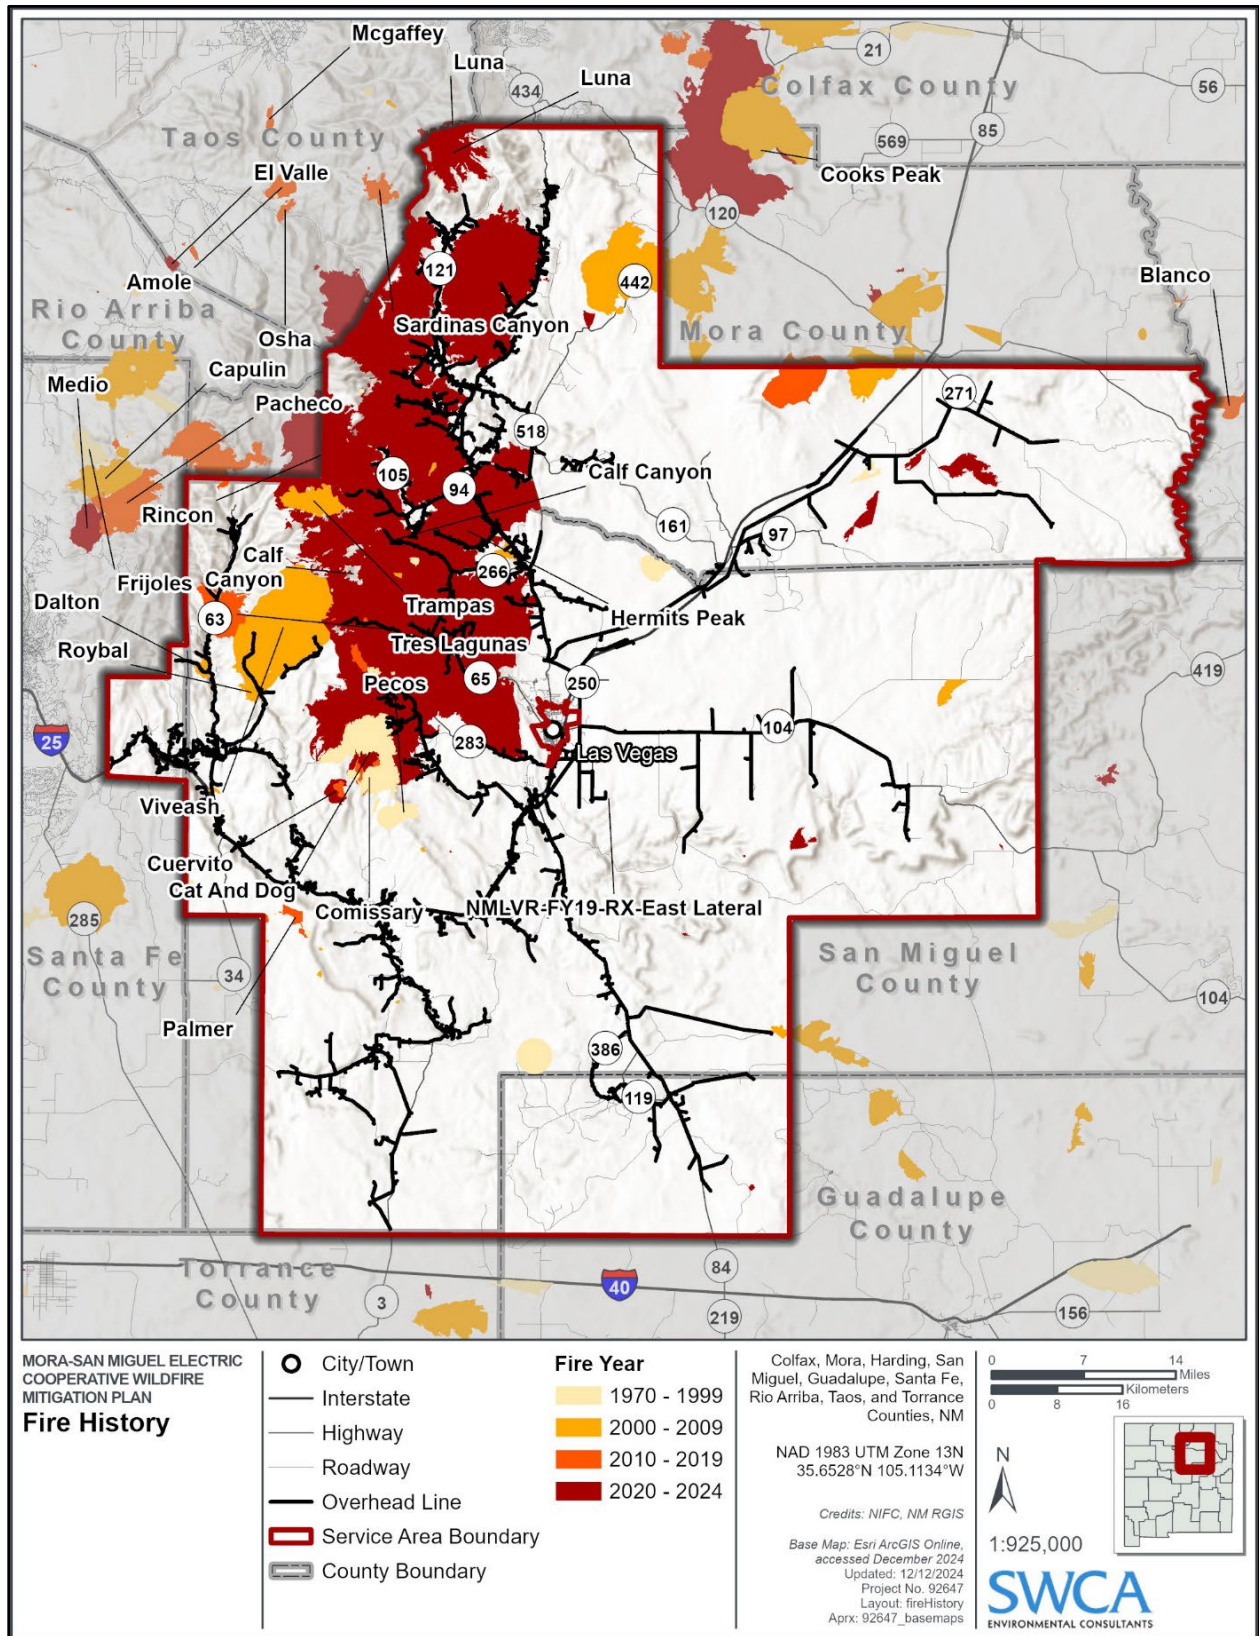 Mcgaffey
Luna
Luna
434
21
Colfax County
56
Taos County
569
85
El Valle
Cooks Peak
120
121
442
Blanco
Amole
Rio Arriba
County
Osha
Sardinas Canyon
Mora County
Medio
Capulin
Pacheco
271
518
105
94
Calf Canyon
Rincon
161
97
Calf
Canyon
Frijoles
266
Trampas
Dalton
63
Hermits Peak
Roybal
Tres Lagunas
65
Pecos
250
419
25
283
104
Las Vegas
Viveash
Cuervito
Cat And Dog
Comissary
NMLVR-FY19-RX-East Lateral
285
Santa Fe
County
34
San Miguel
County
104
Palmer
386
119
Guadalupe
County
Torrance
County
84
40
3
219
156
MORA-SAN MIGUEL ELECTRIC
COOPERATIVE WILDFIRE
MITIGATION PLAN
Fire History
City/Town
Interstate
Highway
Roadway
Overhead Line
Service Area Boundary
County Boundary
Fire Year
1970 - 1999
2000 - 2009
2010 - 2019
2020 - 2024
Colfax, Mora, Harding, San
Miguel, Guadalupe, Santa Fe,
Rio Arriba, Taos, and Torrance
Counties, NM
NAD 1983 UTM Zone 13N
35.6528°N 105.1134°W
Credits: NIFC, NM RGIS
Base Map: Esri ArcGIS Online,
accessed December 2024
Updated: 12/12/2024
Project No. 92647
Layout: fireHistory
Aprx: 92647_basemaps
0 7 14
Miles
Kilometers
0 8 16
N
1:925,000
SWCA
ENVIRONMENTAL CONSULTANTS